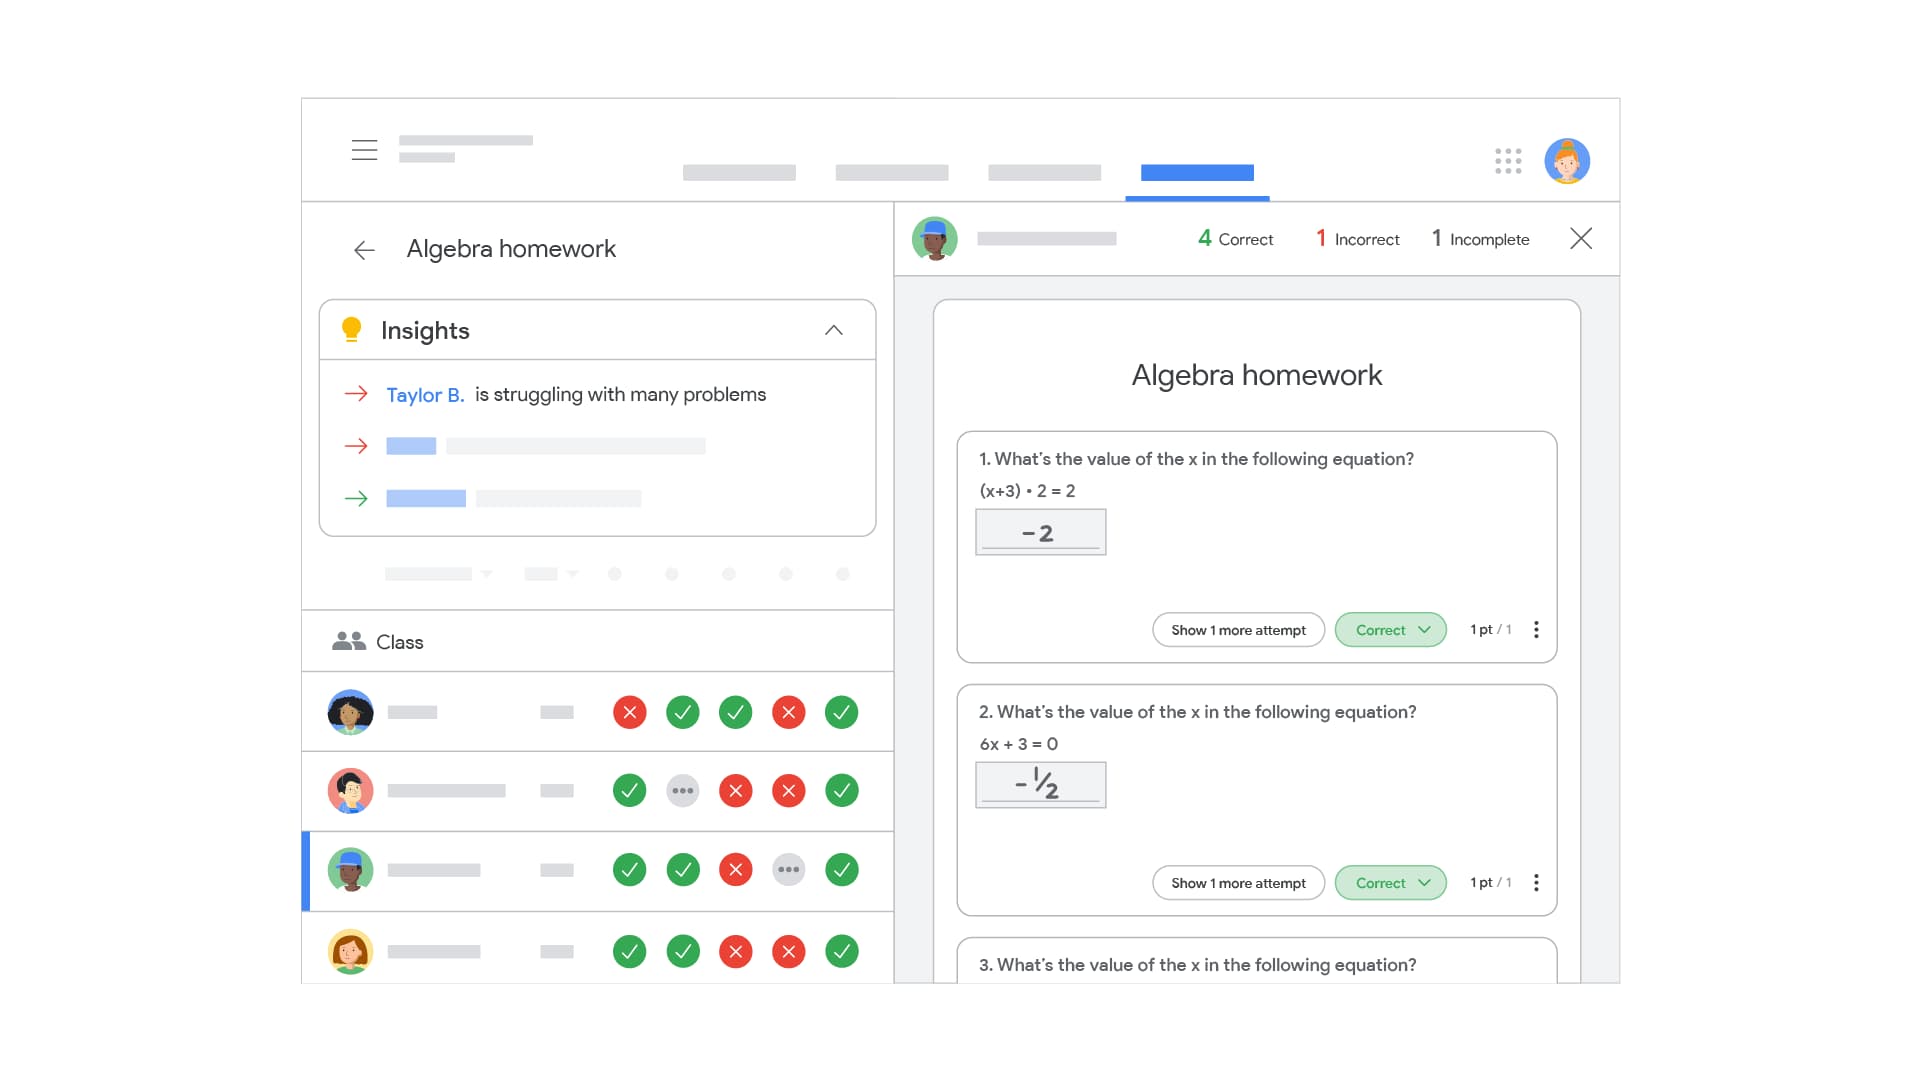 Algebra homework
Insights
Taylor B. is struggling with many problems
Class
4 Correct 1 Incorrect 1 Incomplete
Algebra homework
1. What's the value of the x in the following equation?
(x+3) • 2 = 2
-2
Show 1 more attempt Correct 1 pt / 1
2. What's the value of the x in the following equation?
6x + 3 = 0
-1/2
Show 1 more attempt Correct 1 pt / 1
3. What's the value of the x in the following equation?